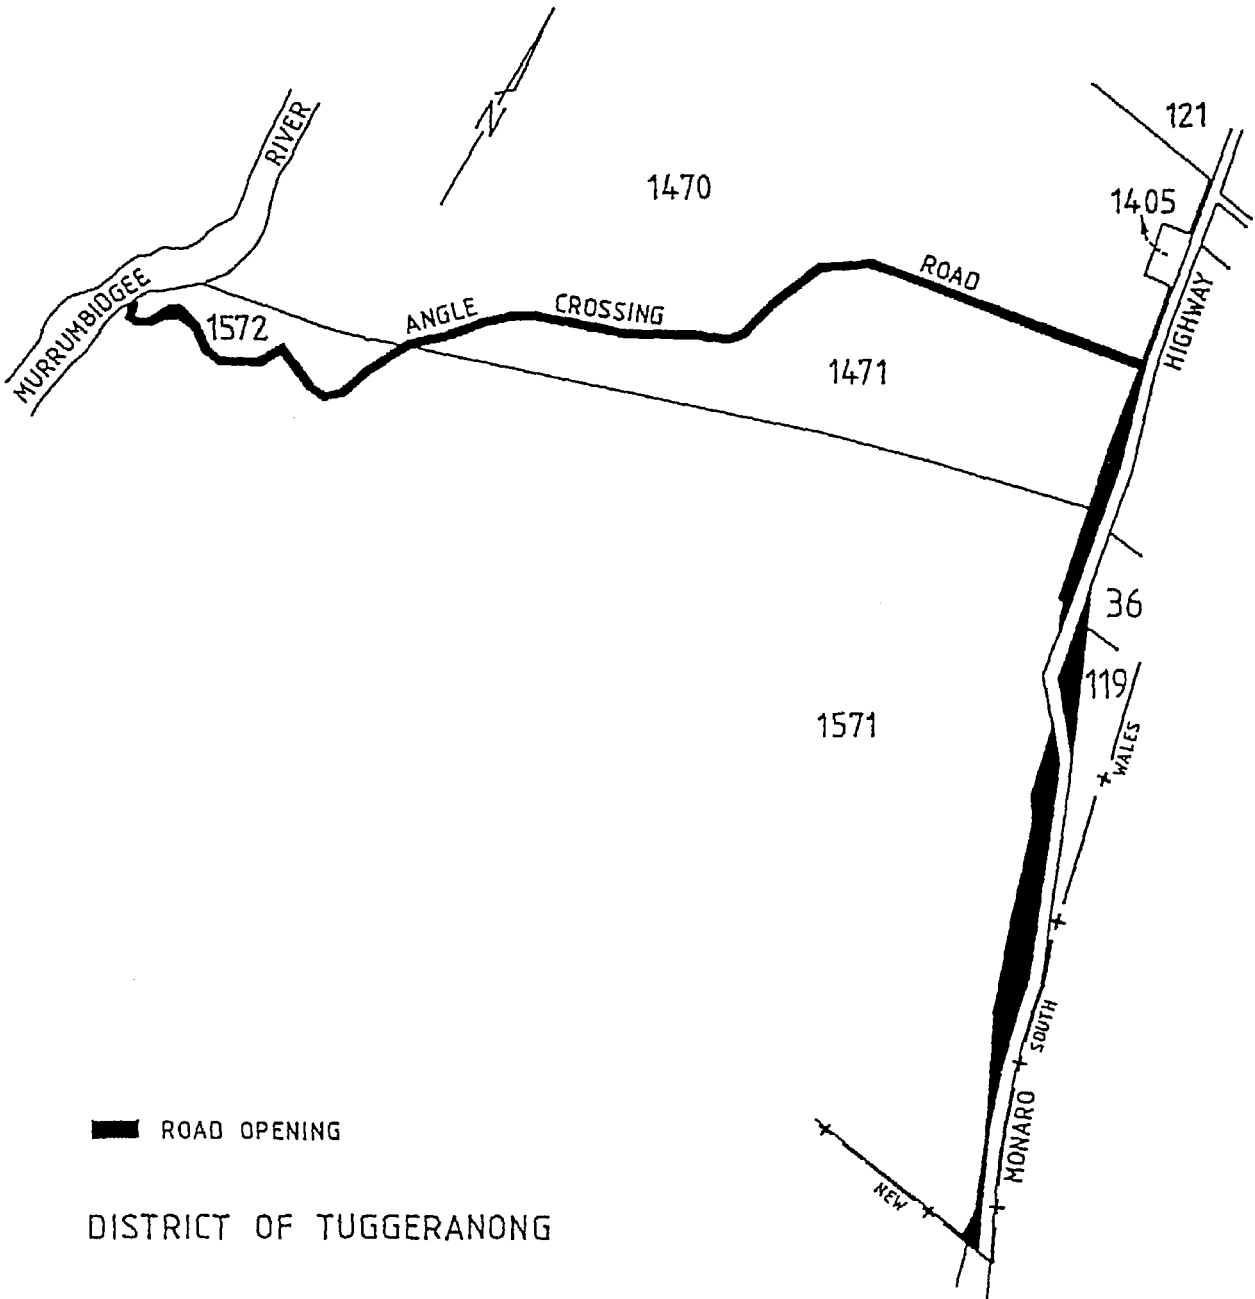 121
N
RIVER
1470
1405
ROAD
MURRUMBIDGEE
ANGLE CROSSING
HIGHWAY
1572
1471
36
119
1571
WALES
SOUTH
MONARO
ROAD OPENING
NEW
DISTRICT OF TUGGERANONG